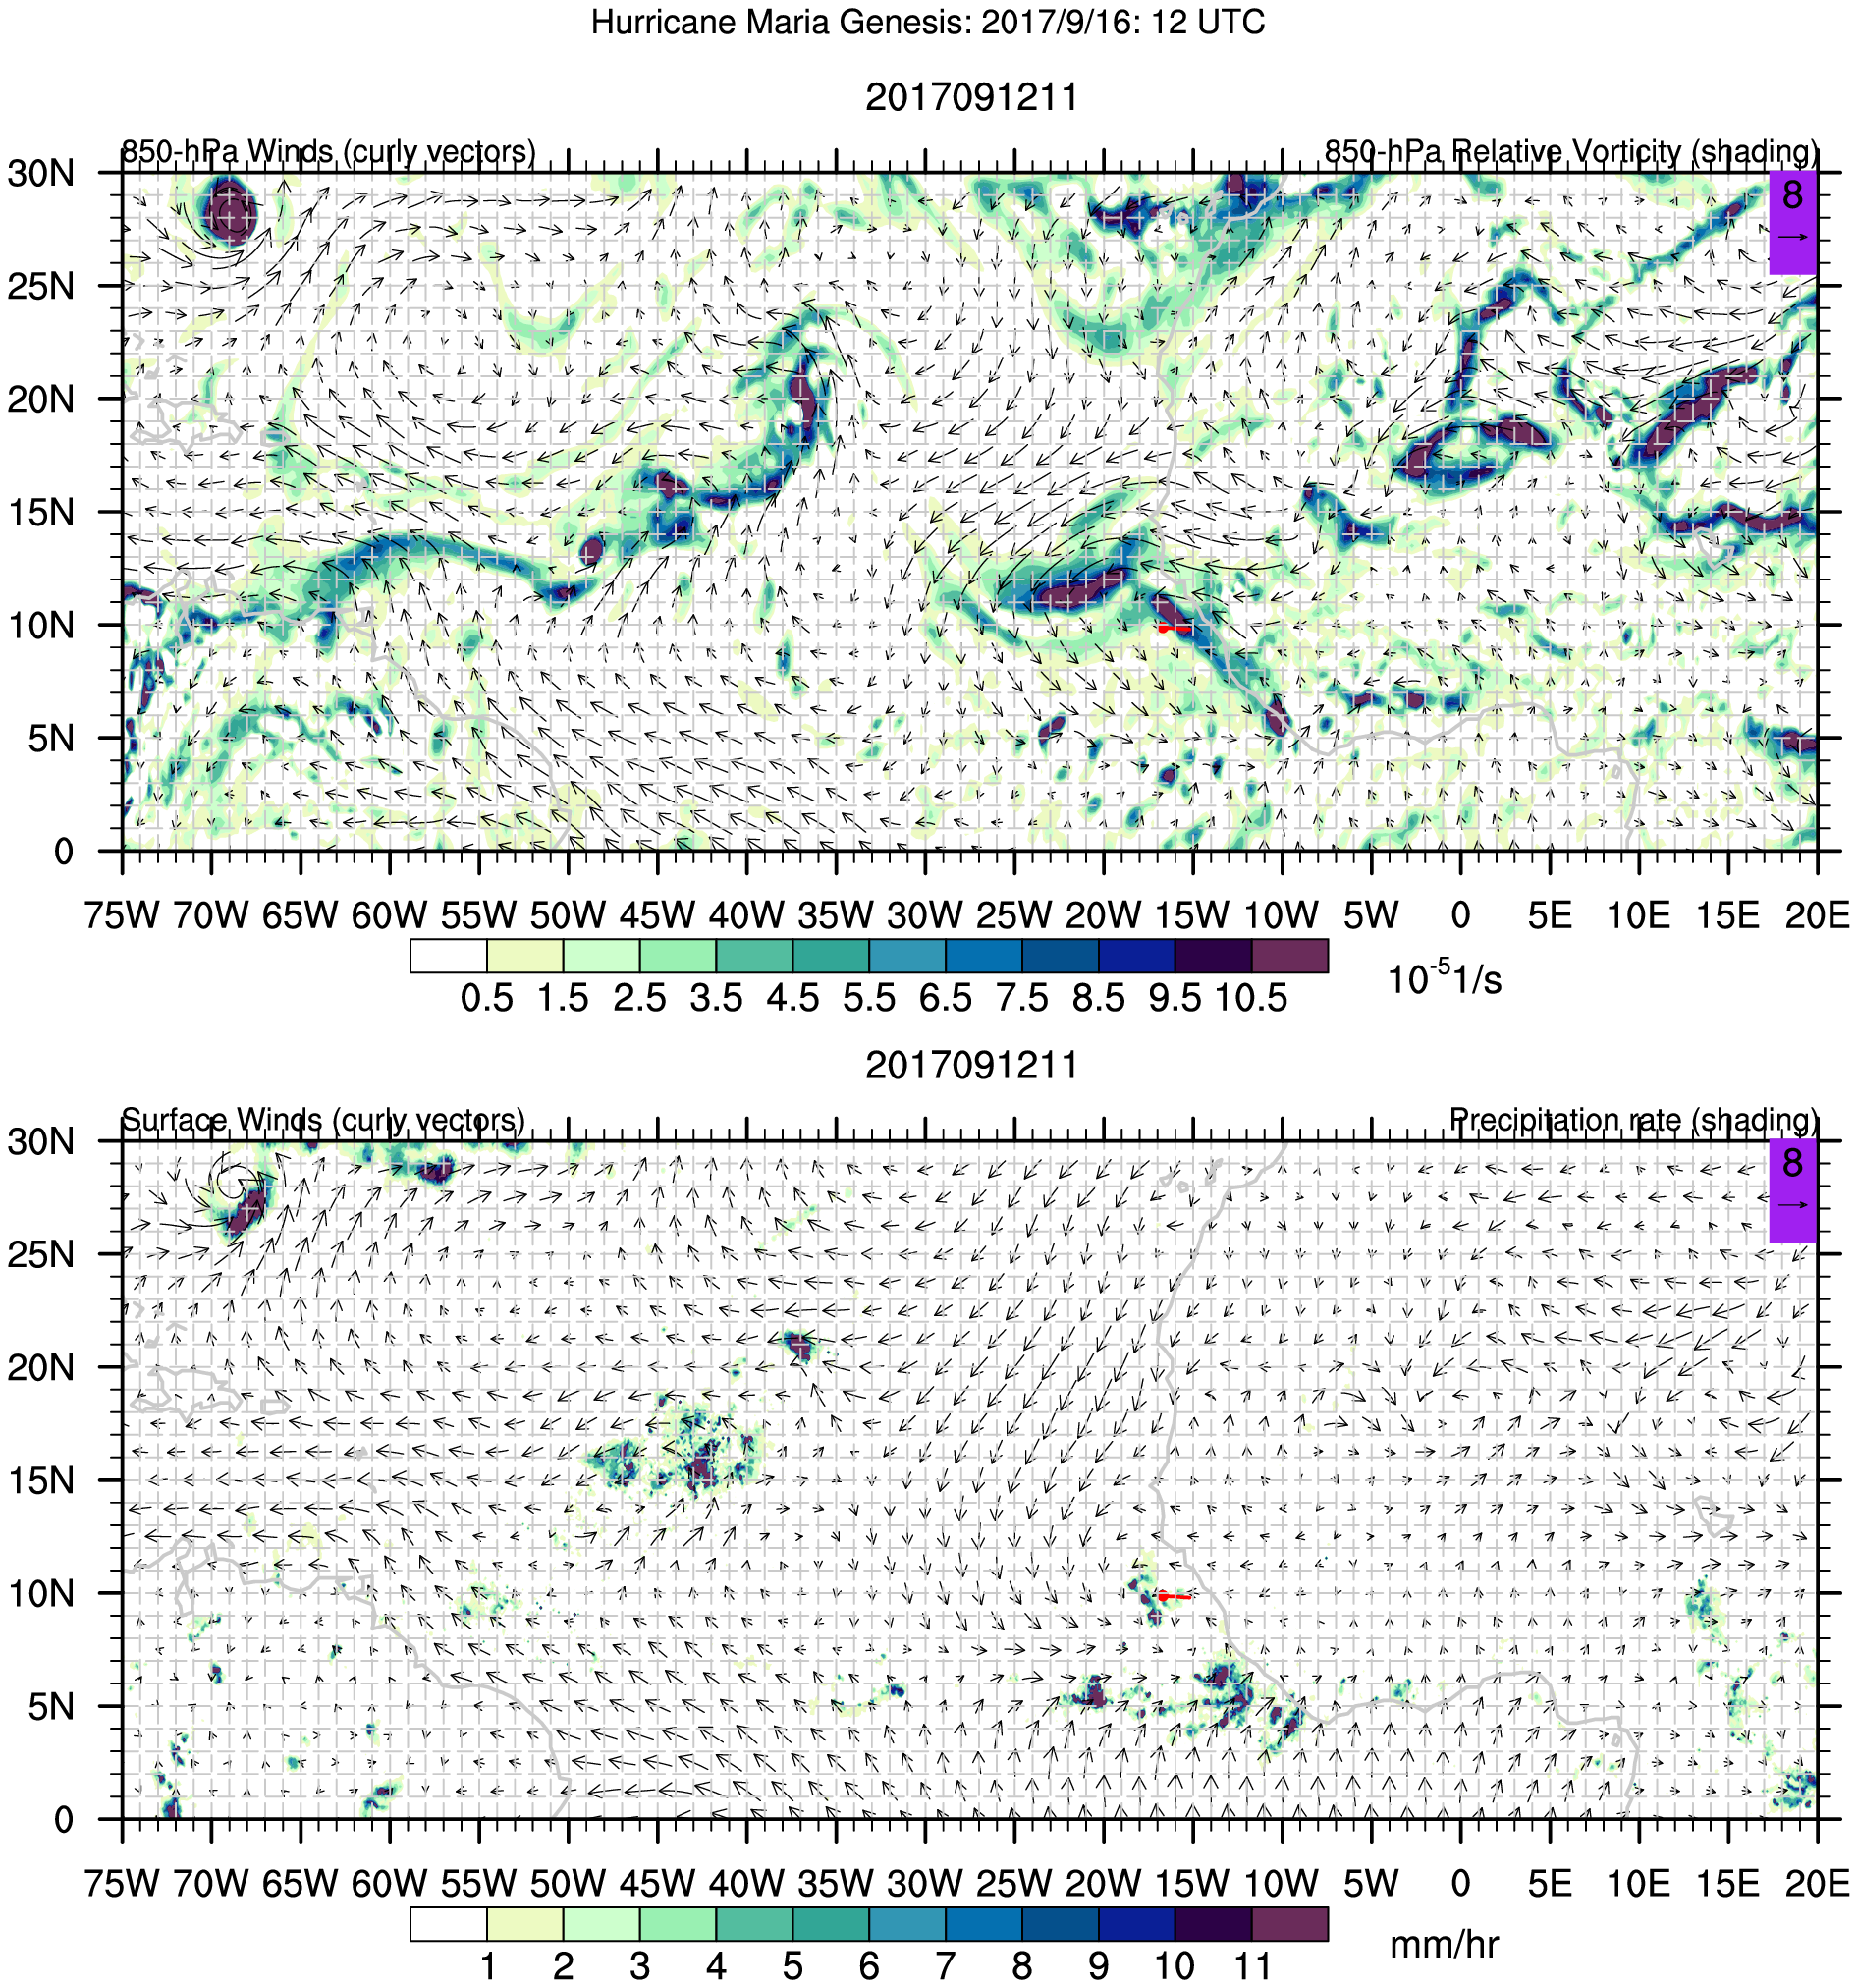 Hurricane Maria Genesis: 2017/9/16: 12 UTC
2017091211
850-hPa Winds (curly vectors) 850-hPa Relative Vorticity (shading)
30N
8
25N
20N
15N
10N
5N
0
75W 70W 65W 60W 55W 50W 45W 40W 35W 30W 25W 20W 15W 10W 5W 0 5E 10E 15E 20E
0.5 1.5 2.5 3.5 4.5 5.5 6.5 7.5 8.5 9.5 10.5
10⁻⁵1/s
2017091211
Surface Winds (curly vectors) Precipitation rate (shading)
30N
8
25N
20N
15N
10N
5N
0
75W 70W 65W 60W 55W 50W 45W 40W 35W 30W 25W 20W 15W 10W 5W 0 5E 10E 15E 20E
1 2 3 4 5 6 7 8 9 10 11
mm/hr